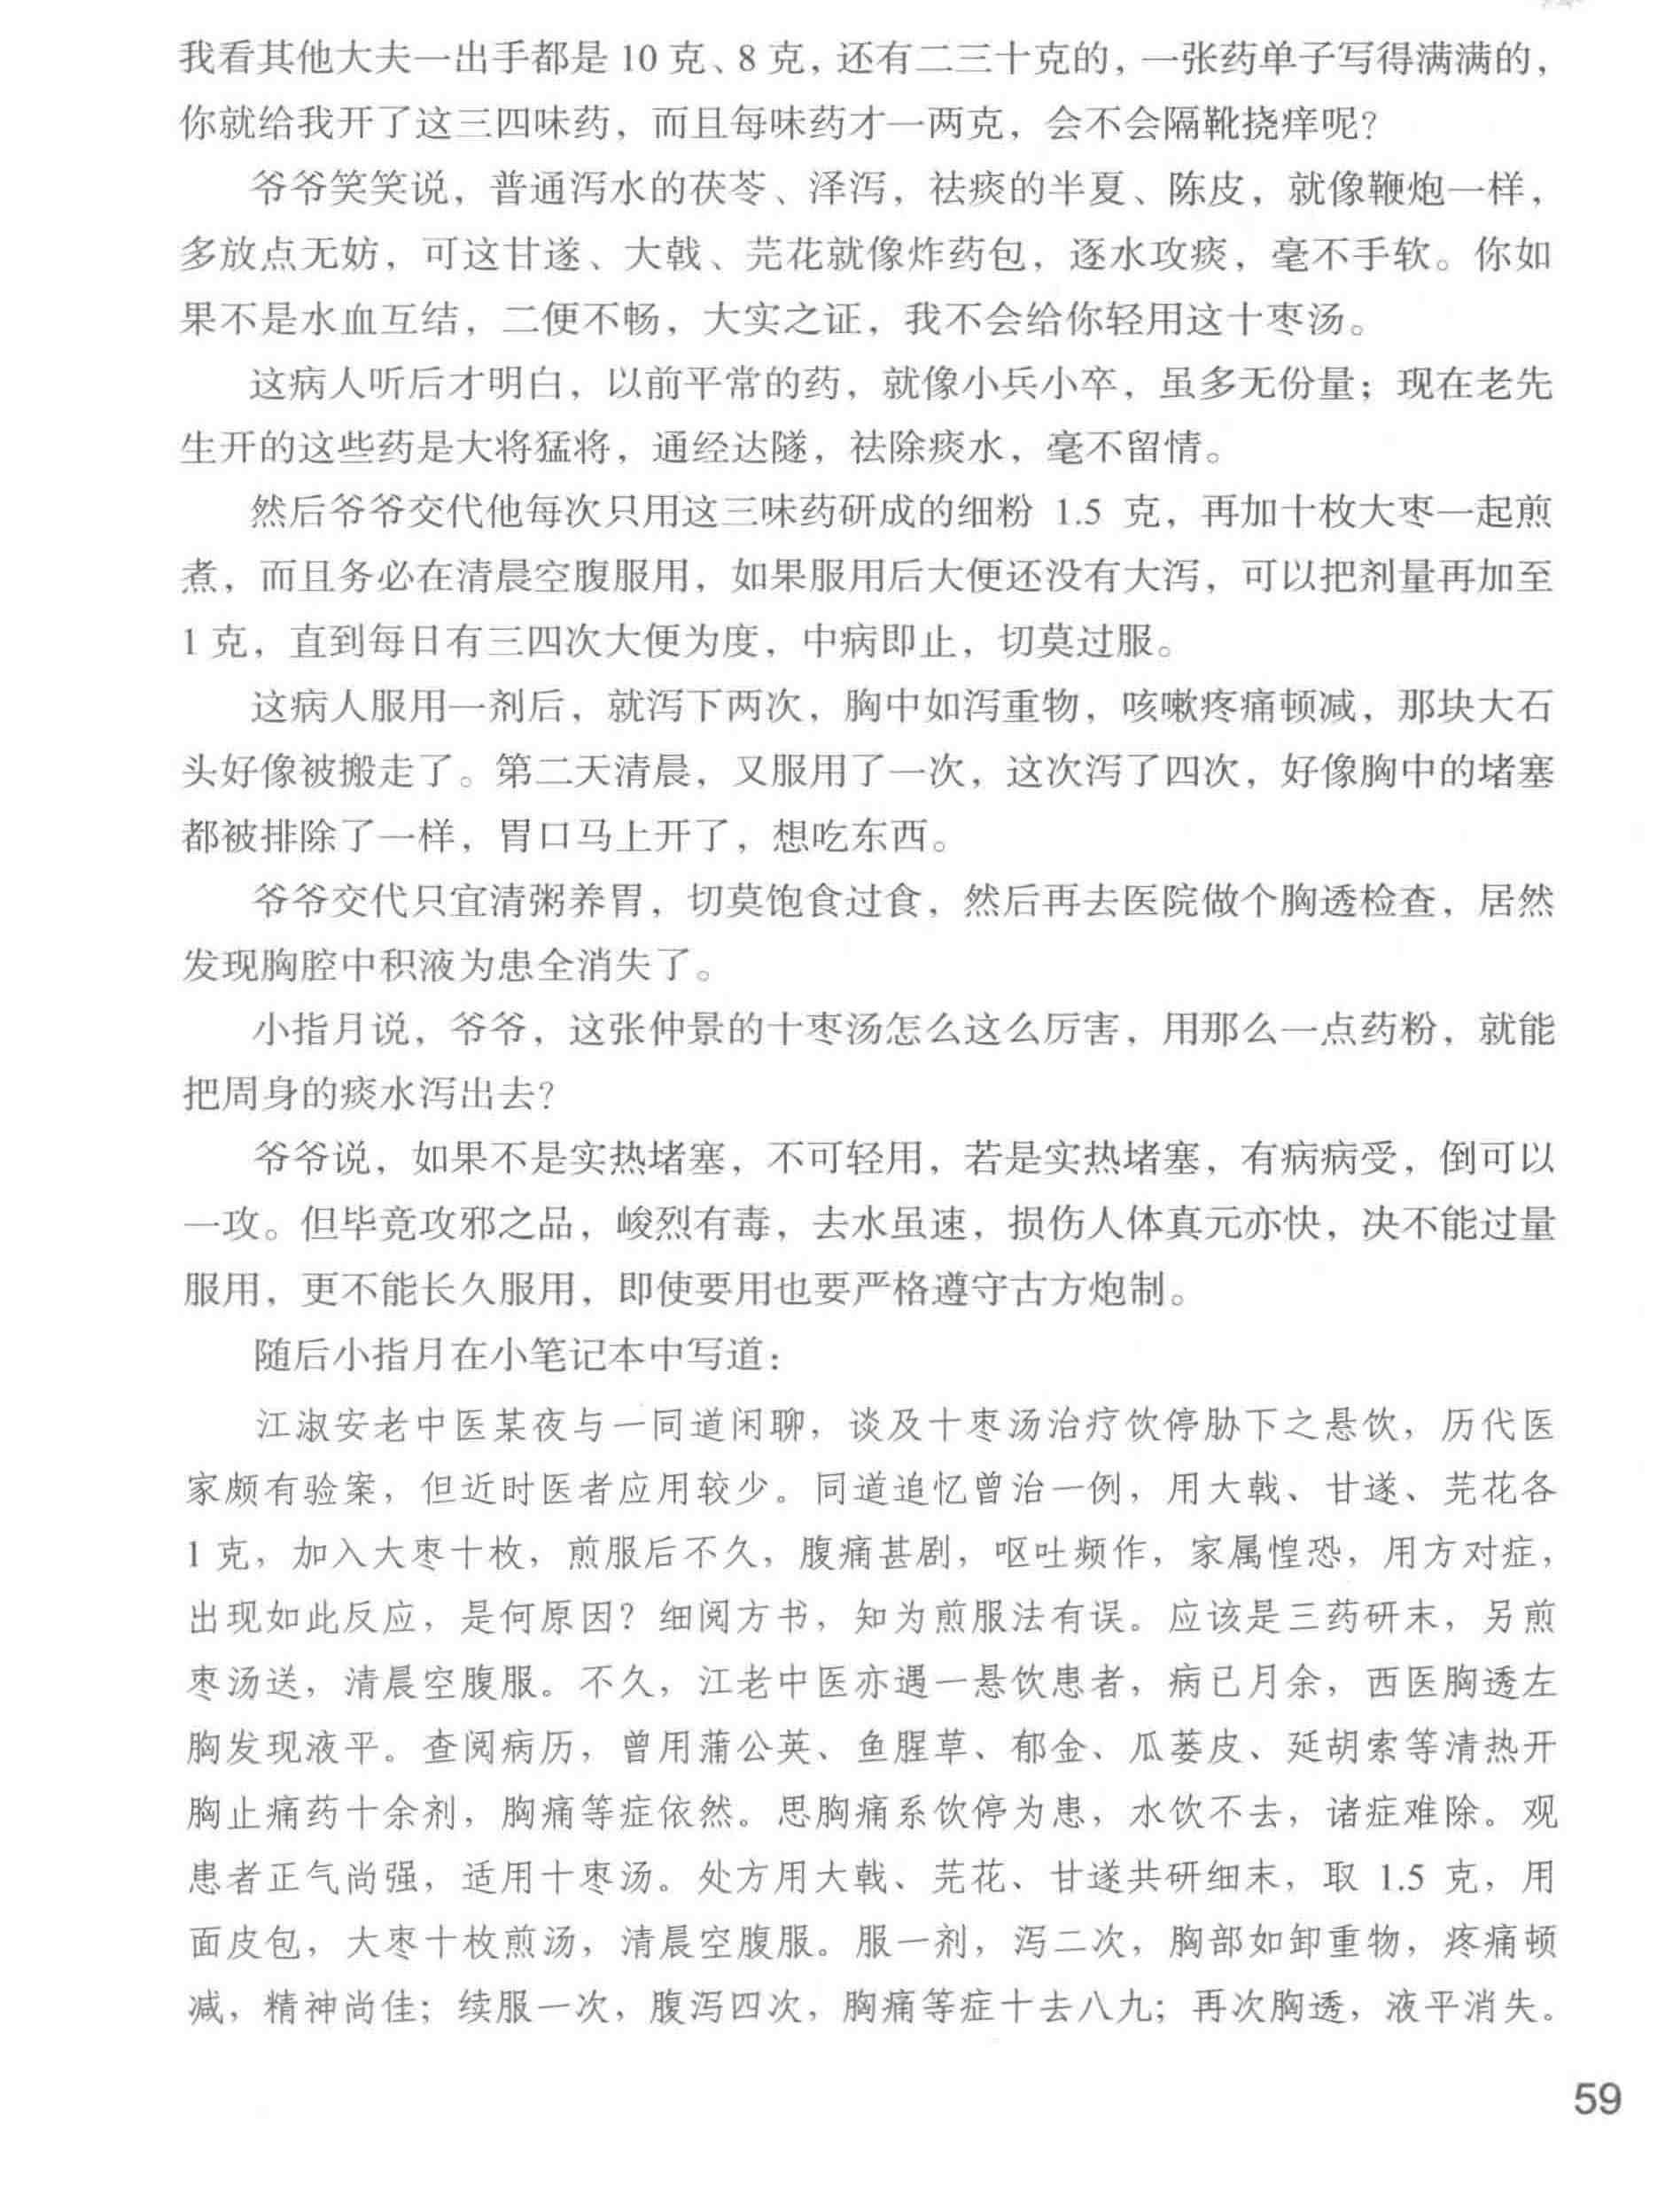 我看其他大夫一出手都是 10 克、8 克，还有二三十克的，一张药单子写得满满的，
你就给我开了这三四味药，而且每味药才一两克，会不会隔靴挠痒呢？
爷爷笑笑说，普通泻水的茯苓、泽泻，祛痰的半夏、陈皮，就像鞭炮一样，
多放点无妨，可这甘遂、大戟、芫花就像炸药包，逐水攻痰，毫不手软。你如
果不是水血互结，二便不畅，大实之证，我不会给你轻用这十枣汤。
这病人听后才明白，以前平常的药，就像小兵小卒，虽多无份量；现在老先
生开的这些药是大将猛将，通经达隧，祛除痰水，毫不留情。
然后爷爷交代他每次只用这三味药研成的细粉 1.5 克，再加十枚大枣一起煎
煮，而且务必在清晨空腹服用，如果服用后大便还没有大泻，可以把剂量再加至
1 克，直到每日有三四次大便为度，中病即止，切莫过服。
这病人服用一剂后，就泻下两次，胸中如泻重物，咳嗽疼痛顿减，那块大石
头好像被搬走了。第二天清晨，又服用了一次，这次泻了四次，好像胸中的堵塞
都被排除了一样，胃口马上开了，想吃东西。
爷爷交代只宜清粥养胃，切莫饱食过食，然后再去医院做个胸透检查，居然
发现胸腔中积液为患全消失了。
小指月说，爷爷，这张仲景的十枣汤怎么这么厉害，用那么一点药粉，就能
把周身的痰水泻出去？
爷爷说，如果不是实热堵塞，不可轻用，若是实热堵塞，有病病受，倒可以
一攻。但毕竟攻邪之品，峻烈有毒，去水虽速，损伤人体真元亦快，决不能过量
服用，更不能长久服用，即使要用也要严格遵守古方炮制。
随后小指月在小笔记本中写道：
江淑安老中医某夜与一同道闲聊，谈及十枣汤治疗饮停胁下之悬饮，历代医
家颇有验案，但近时医者应用较少。同道追忆曾治一例，用大戟、甘遂、芫花各
1 克，加入大枣十枚，煎服后不久，腹痛甚剧，呕吐频作，家属惶恐，用方对症，
出现如此反应，是何原因？细阅方书，知为煎服法有误。应该是三药研末，另煎
枣汤送，清晨空腹服。不久，江老中医亦遇一悬饮患者，病已月余，西医胸透左
胸发现液平。查阅病历，曾用蒲公英、鱼腥草、郁金、瓜蒌皮、延胡索等清热开
胸止痛药十余剂，胸痛等症依然。思胸痛系饮停为患，水饮不去，诸症难除。观
患者正气尚强，适用十枣汤。处方用大戟、芫花、甘遂共研细末，取 1.5 克，用
面皮包，大枣十枚煎汤，清晨空腹服。服一剂，泻二次，胸部如卸重物，疼痛顿
减，精神尚佳；续服一次，腹泻四次，胸痛等症十去八九；再次胸透，液平消失。
59